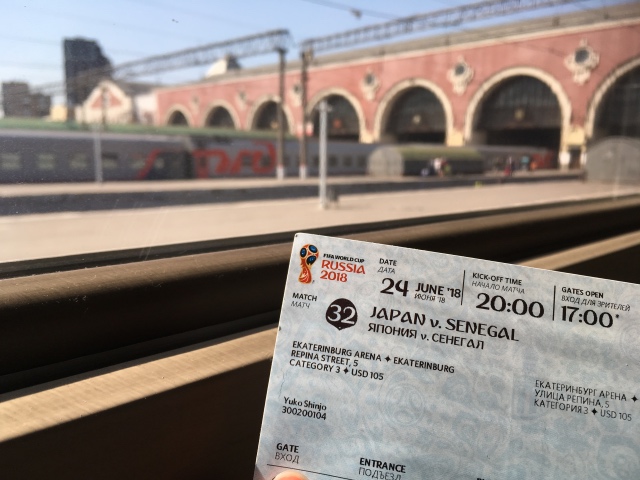 ржд
FIFA WORLD CUP
RUSSIA
2018
DATE
ДАТА
24 JUNE '18
ИЮНЯ '18
KICK-OFF TIME
НАЧАЛО МАТЧА
20:00
GATES OPEN
ВХОД ДЛЯ ЗРИТЕЛЕЙ
17:00*
MATCH
МАТЧ
32
JAPAN v. SENEGAL
ЯПОНИЯ v. СЕНЕГАЛ
EKATERINBURG ARENA ✦ EKATERINBURG
REPINA STREET, 5
CATEGORY 3 ✦ USD 105
ЕКАТЕРИНБУРГ АРЕНА ✦
УЛИЦА РЕПИНА, 5
КАТЕГОРИЯ 3 ✦ USD 105
Yuko Shinjo
300200104
GATE
ВХОД
ENTRANCE
ПОДЪЕЗД